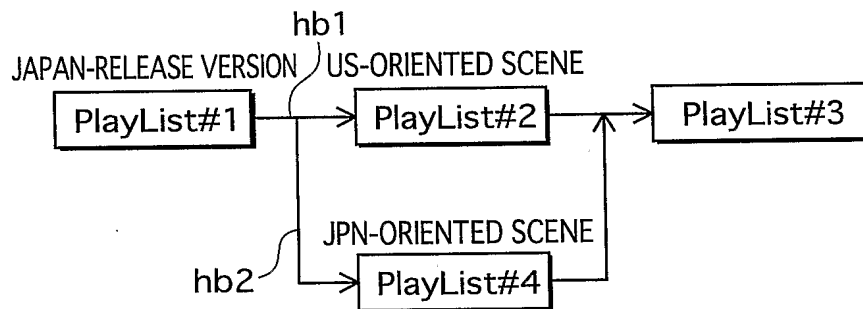 hb1
JAPAN-RELEASE VERSION US-ORIENTED SCENE
PlayList#1 PlayList#2 PlayList#3
JPN-ORIENTED SCENE
hb2 PlayList#4